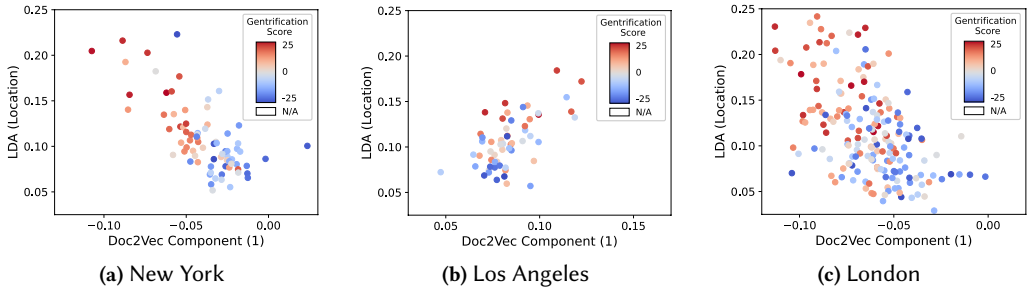 LDA (Location)
0.25
0.20
0.15
0.10
0.05
Gentrification
Score
25
0
-25
N/A
−0.10
−0.05
0.00
Doc2Vec Component (1)
(a) New York
LDA (Location)
0.25
0.20
0.15
0.10
0.05
Gentrification
Score
25
0
-25
N/A
0.05
0.10
0.15
Doc2Vec Component (1)
(b) Los Angeles
LDA (Location)
0.20
0.15
0.10
0.05
Gentrification
Score
25
0
-25
N/A
−0.10
−0.05
0.00
Doc2Vec Component (1)
(c) London